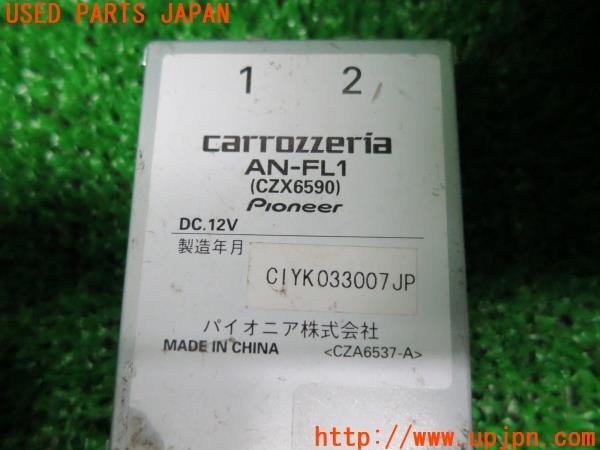 USED PARTS JAPAN
1 2
carrozzeria
AN-FL1
(CZX6590)
Pioneer
DC.12V
製造年月
CIYK033007JP
パイオニア株式会社
MADE IN CHINA <CZA6537-A>
http://www.upjpn.com